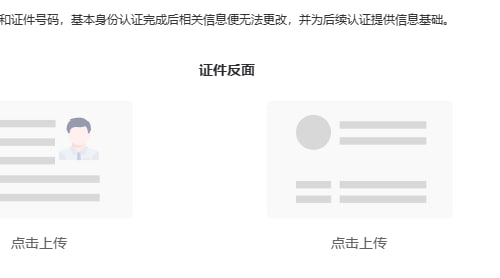 和证件号码，基本身份认证完成后相关信息便无法更改，并为后续认证提供信息基础。
证件反面
点击上传
点击上传